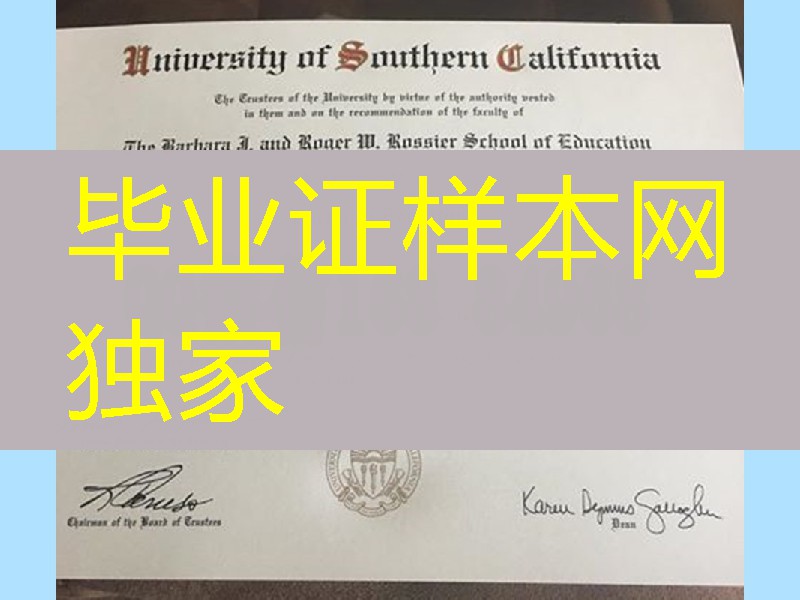 University of Southern California
The Trustees of the University by virtue of the authority vested
in them and on the recommendation of the faculty of
The Barbara J. and Roger W. Rossier School of Education
毕业证样本网
独家
Chairman of the Board of Trustees
Dean